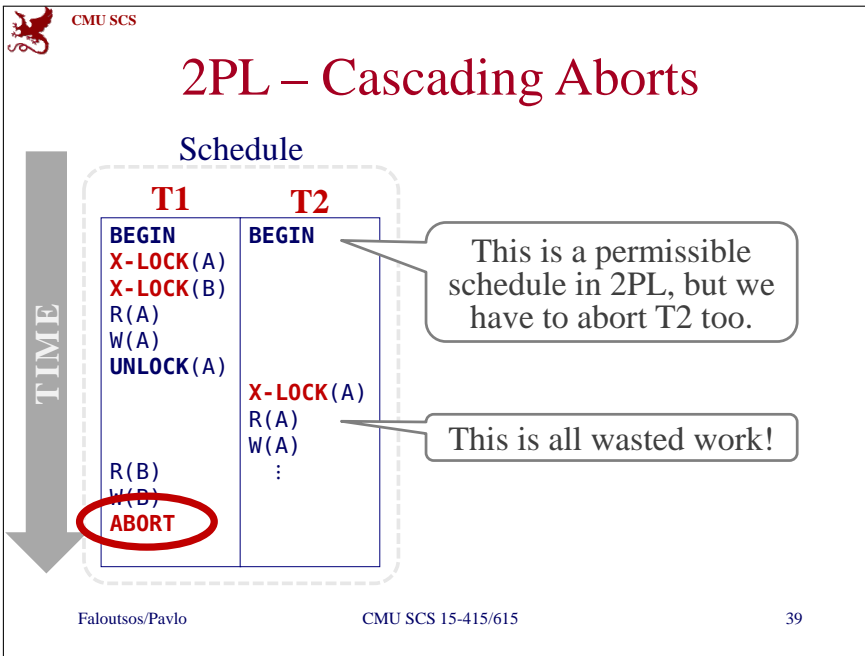 CMU SCS
2PL – Cascading Aborts
Schedule
TIME
T1
T2
BEGIN
X-LOCK(A)
X-LOCK(B)
R(A)
W(A)
UNLOCK(A)
R(B)
W(B)
ABORT
BEGIN
X-LOCK(A)
R(A)
W(A)
⋮
This is a permissible
schedule in 2PL, but we
have to abort T2 too.
This is all wasted work!
Faloutsos/Pavlo
CMU SCS 15-415/615
39